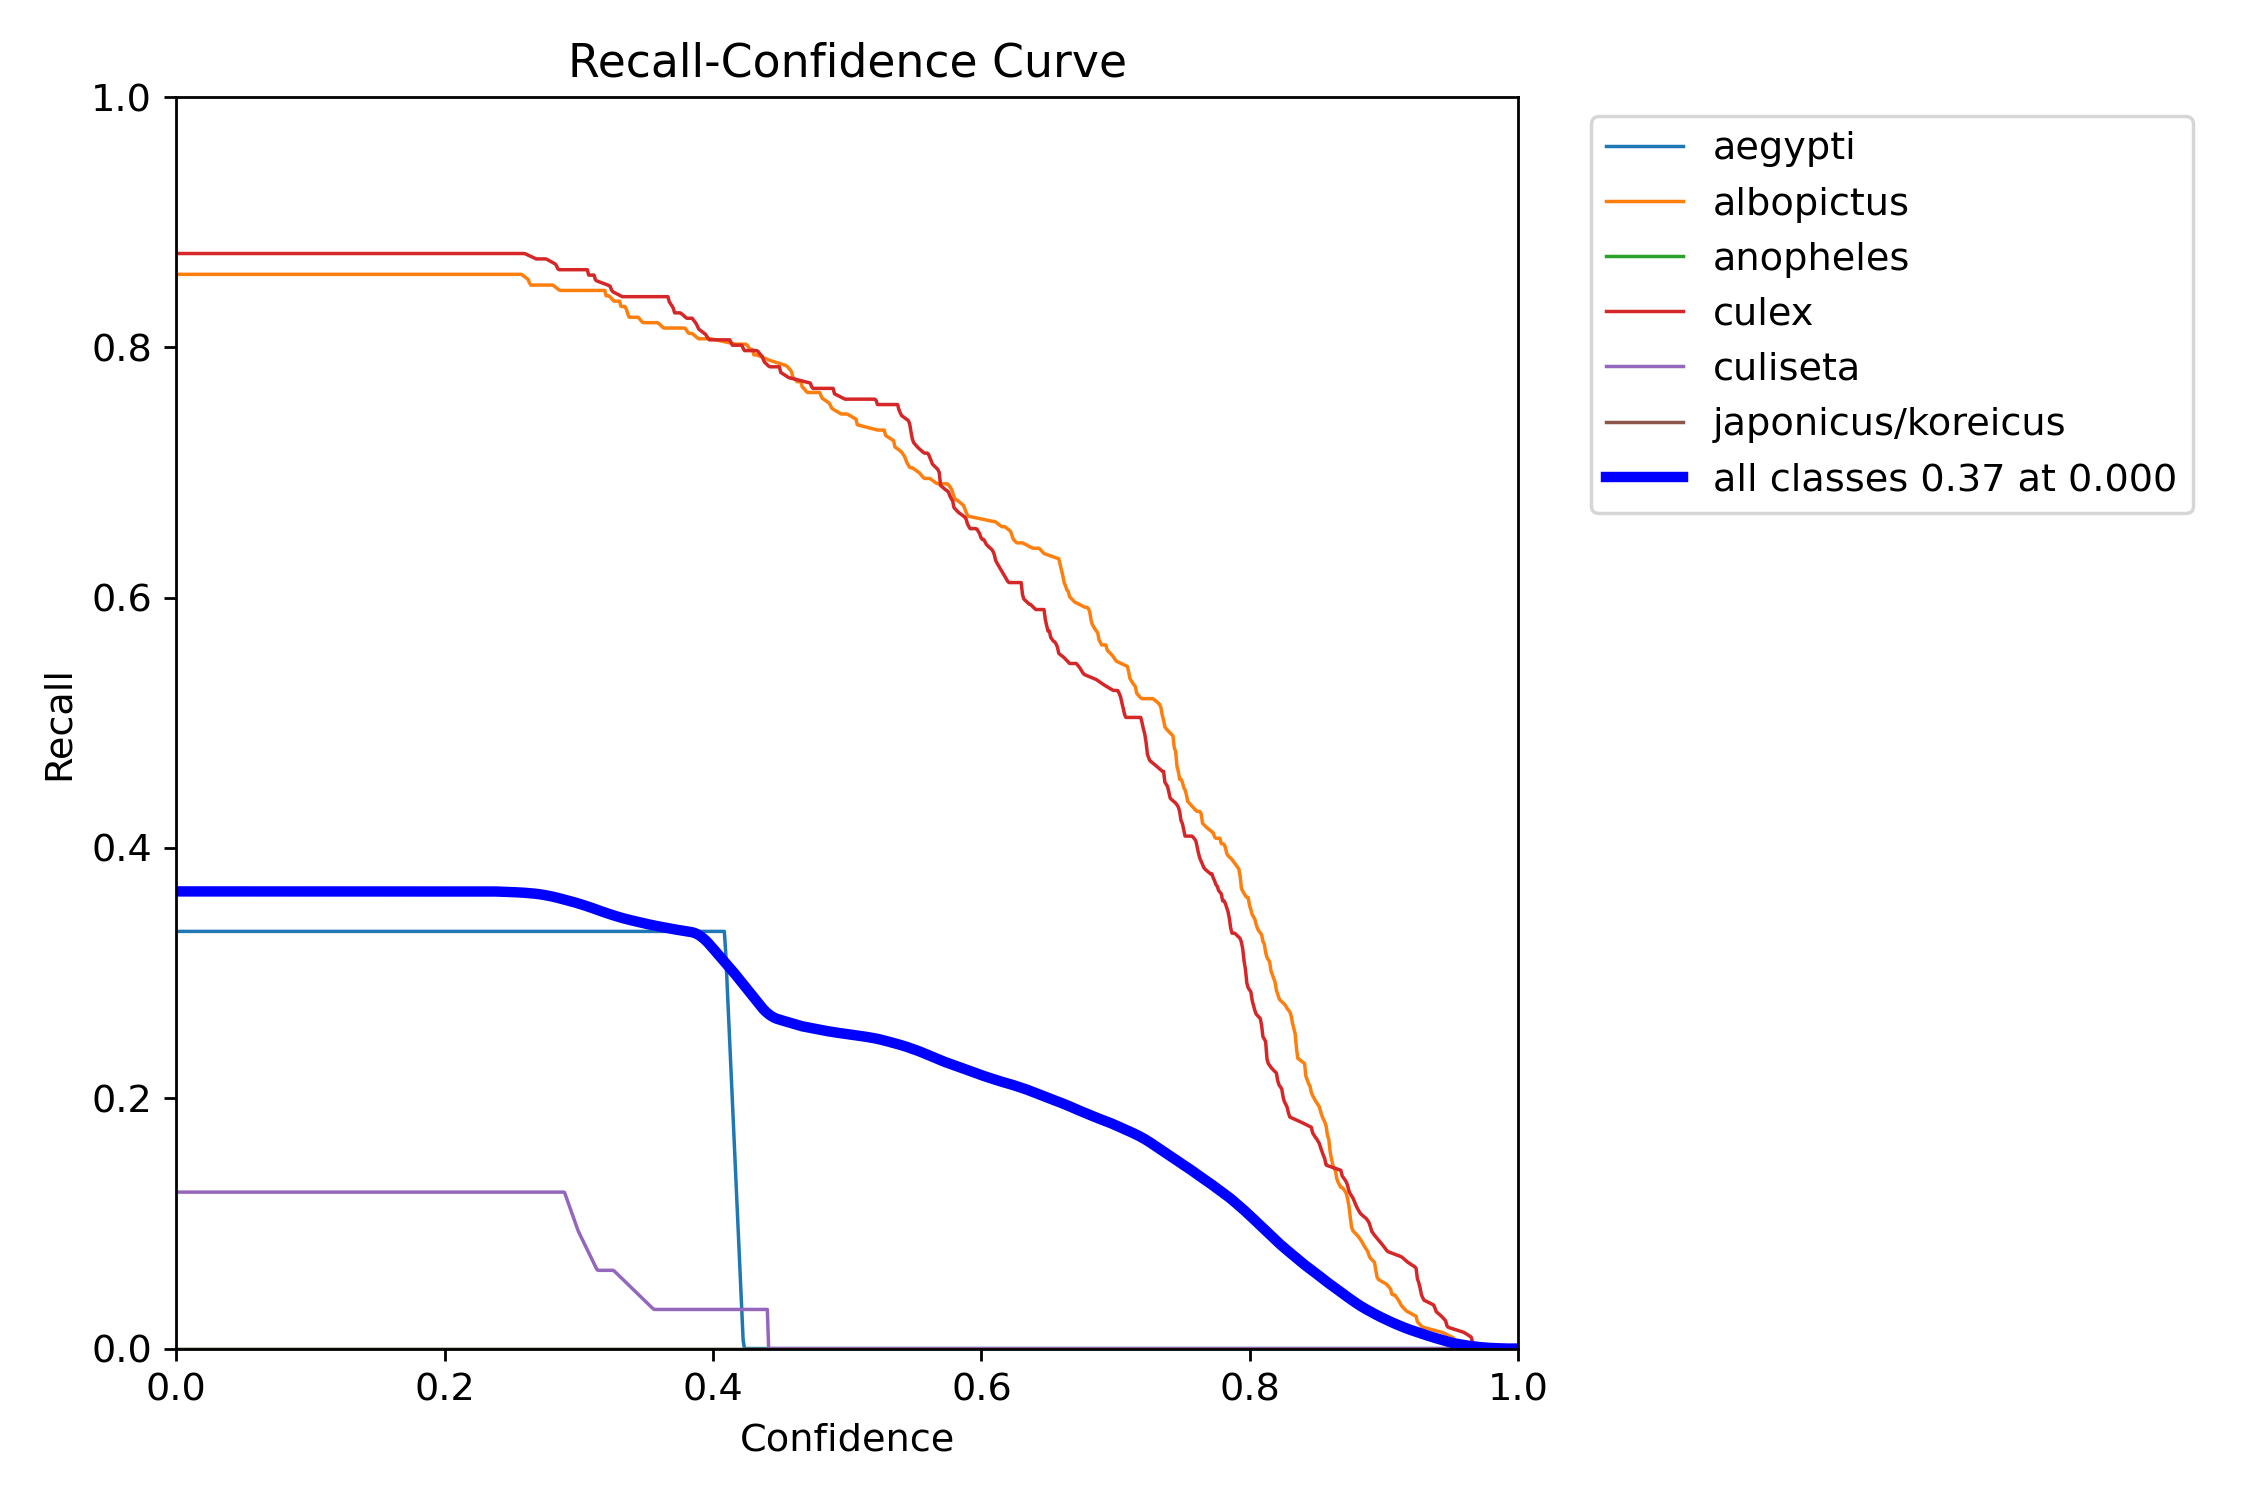 Recall-Confidence Curve
1.0
0.8
0.6
0.4
0.2
0.0
Recall
0.0 0.2 0.4 0.6 0.8 1.0
Confidence
aegypti
albopictus
anopheles
culex
culiseta
japonicus/koreicus
all classes 0.37 at 0.000